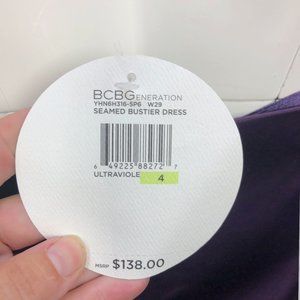 BCBGENERATION
YHN6H316-5P6 W29
SEAMED BUSTIER DRESS
6 49225 88272 7
ULTRAVIOLE 4
MSRP $138.00